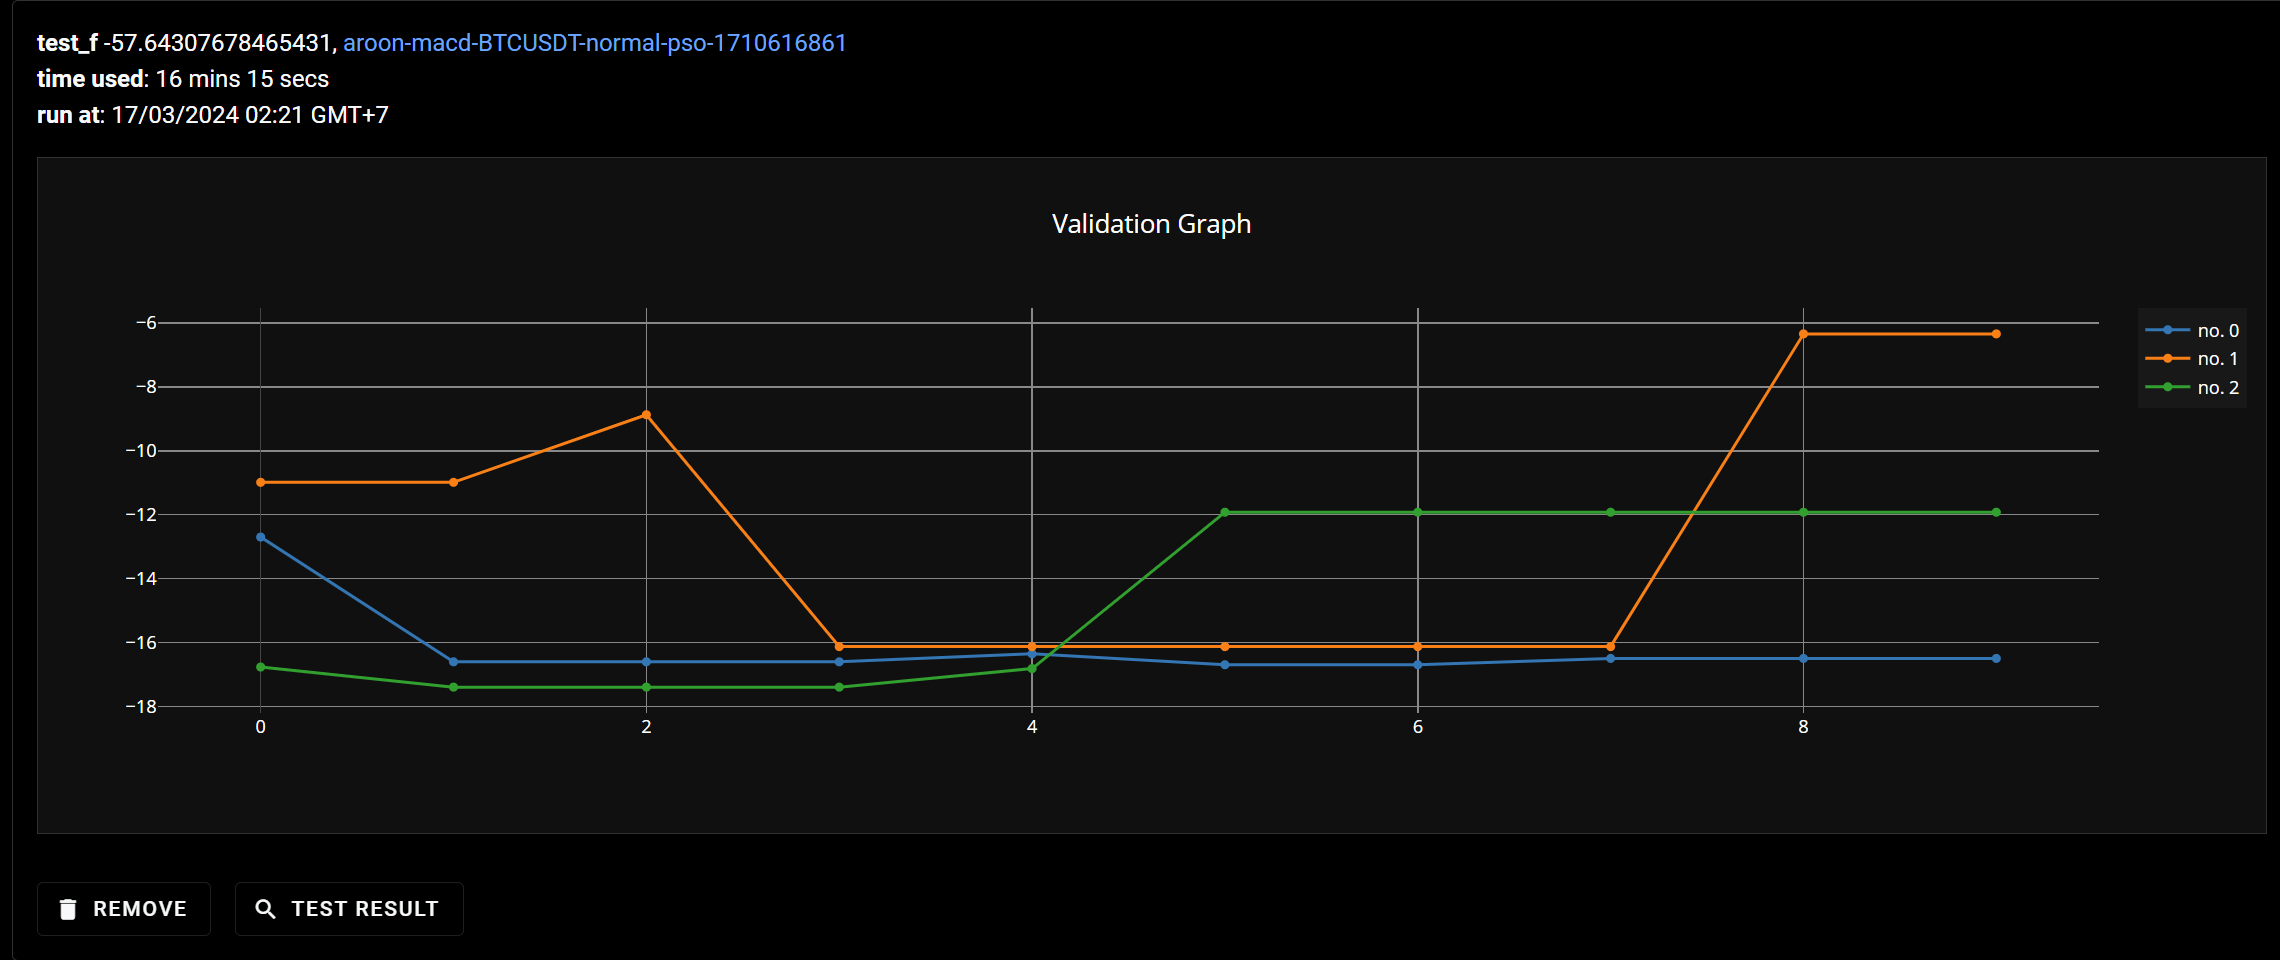 test_f -57.64307678465431, aroon-macd-BTCUSDT-normal-pso-1710616861
time used: 16 mins 15 secs
run at: 17/03/2024 02:21 GMT+7
Validation Graph
−6
−8
−10
−12
−14
−16
−18
0 2 4 6 8
no. 0
no. 1
no. 2
REMOVE TEST RESULT